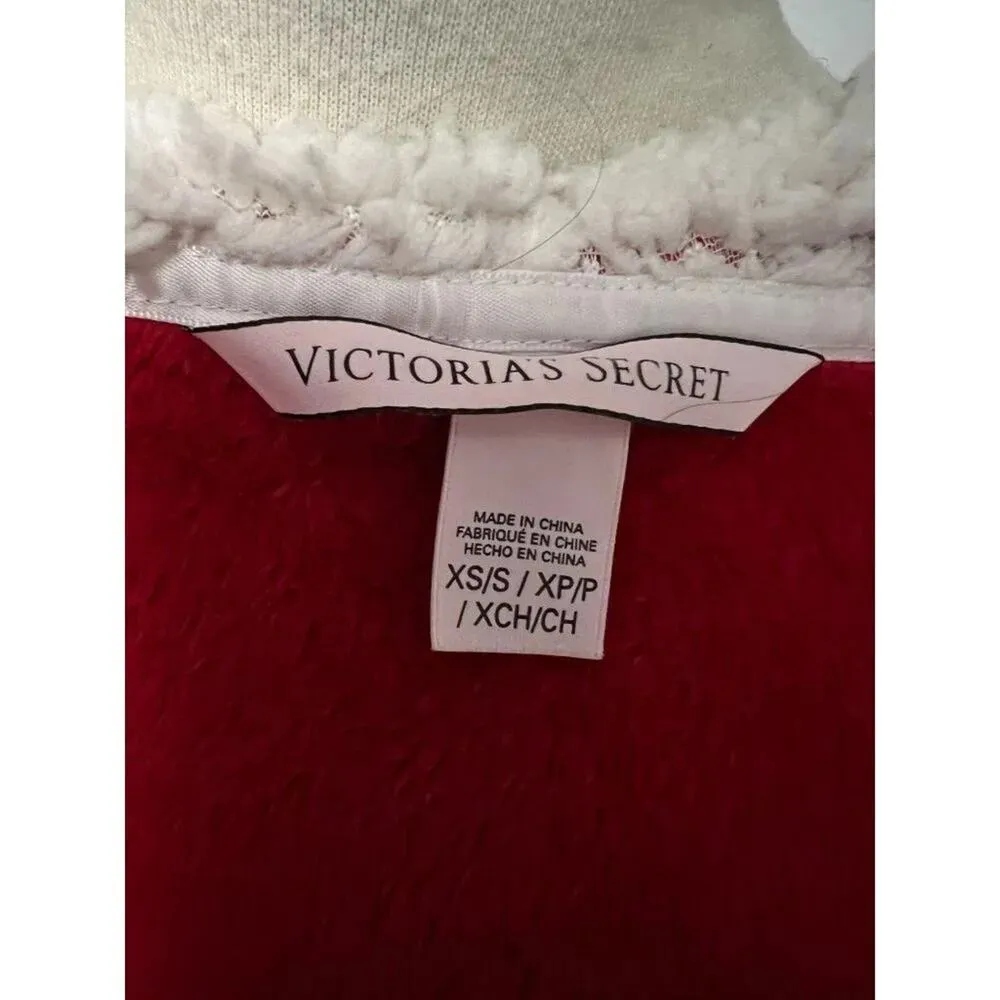 VICTORIA'S SECRET
MADE IN CHINA
FABRIQUÉ EN CHINE
HECHO EN CHINA
XS/S / XP/P
/ XCH/CH